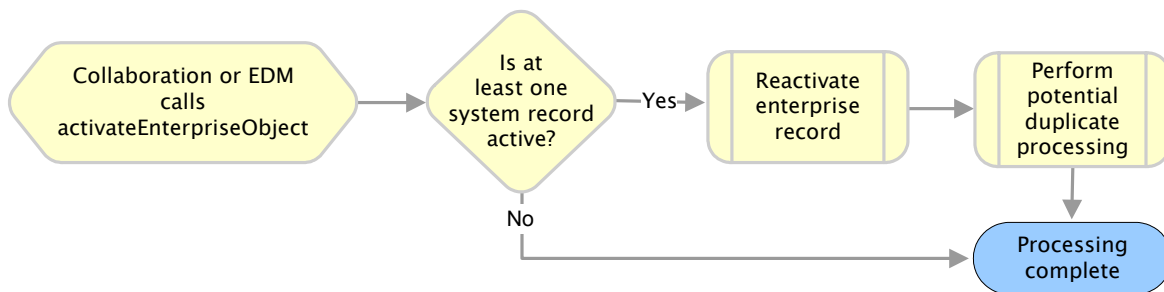 Collaboration or EDM
calls
activateEnterpriseObject
Is at
least one
system record
active?
Yes
Reactivate
enterprise
record
Perform
potential
duplicate
processing
No
Processing
complete